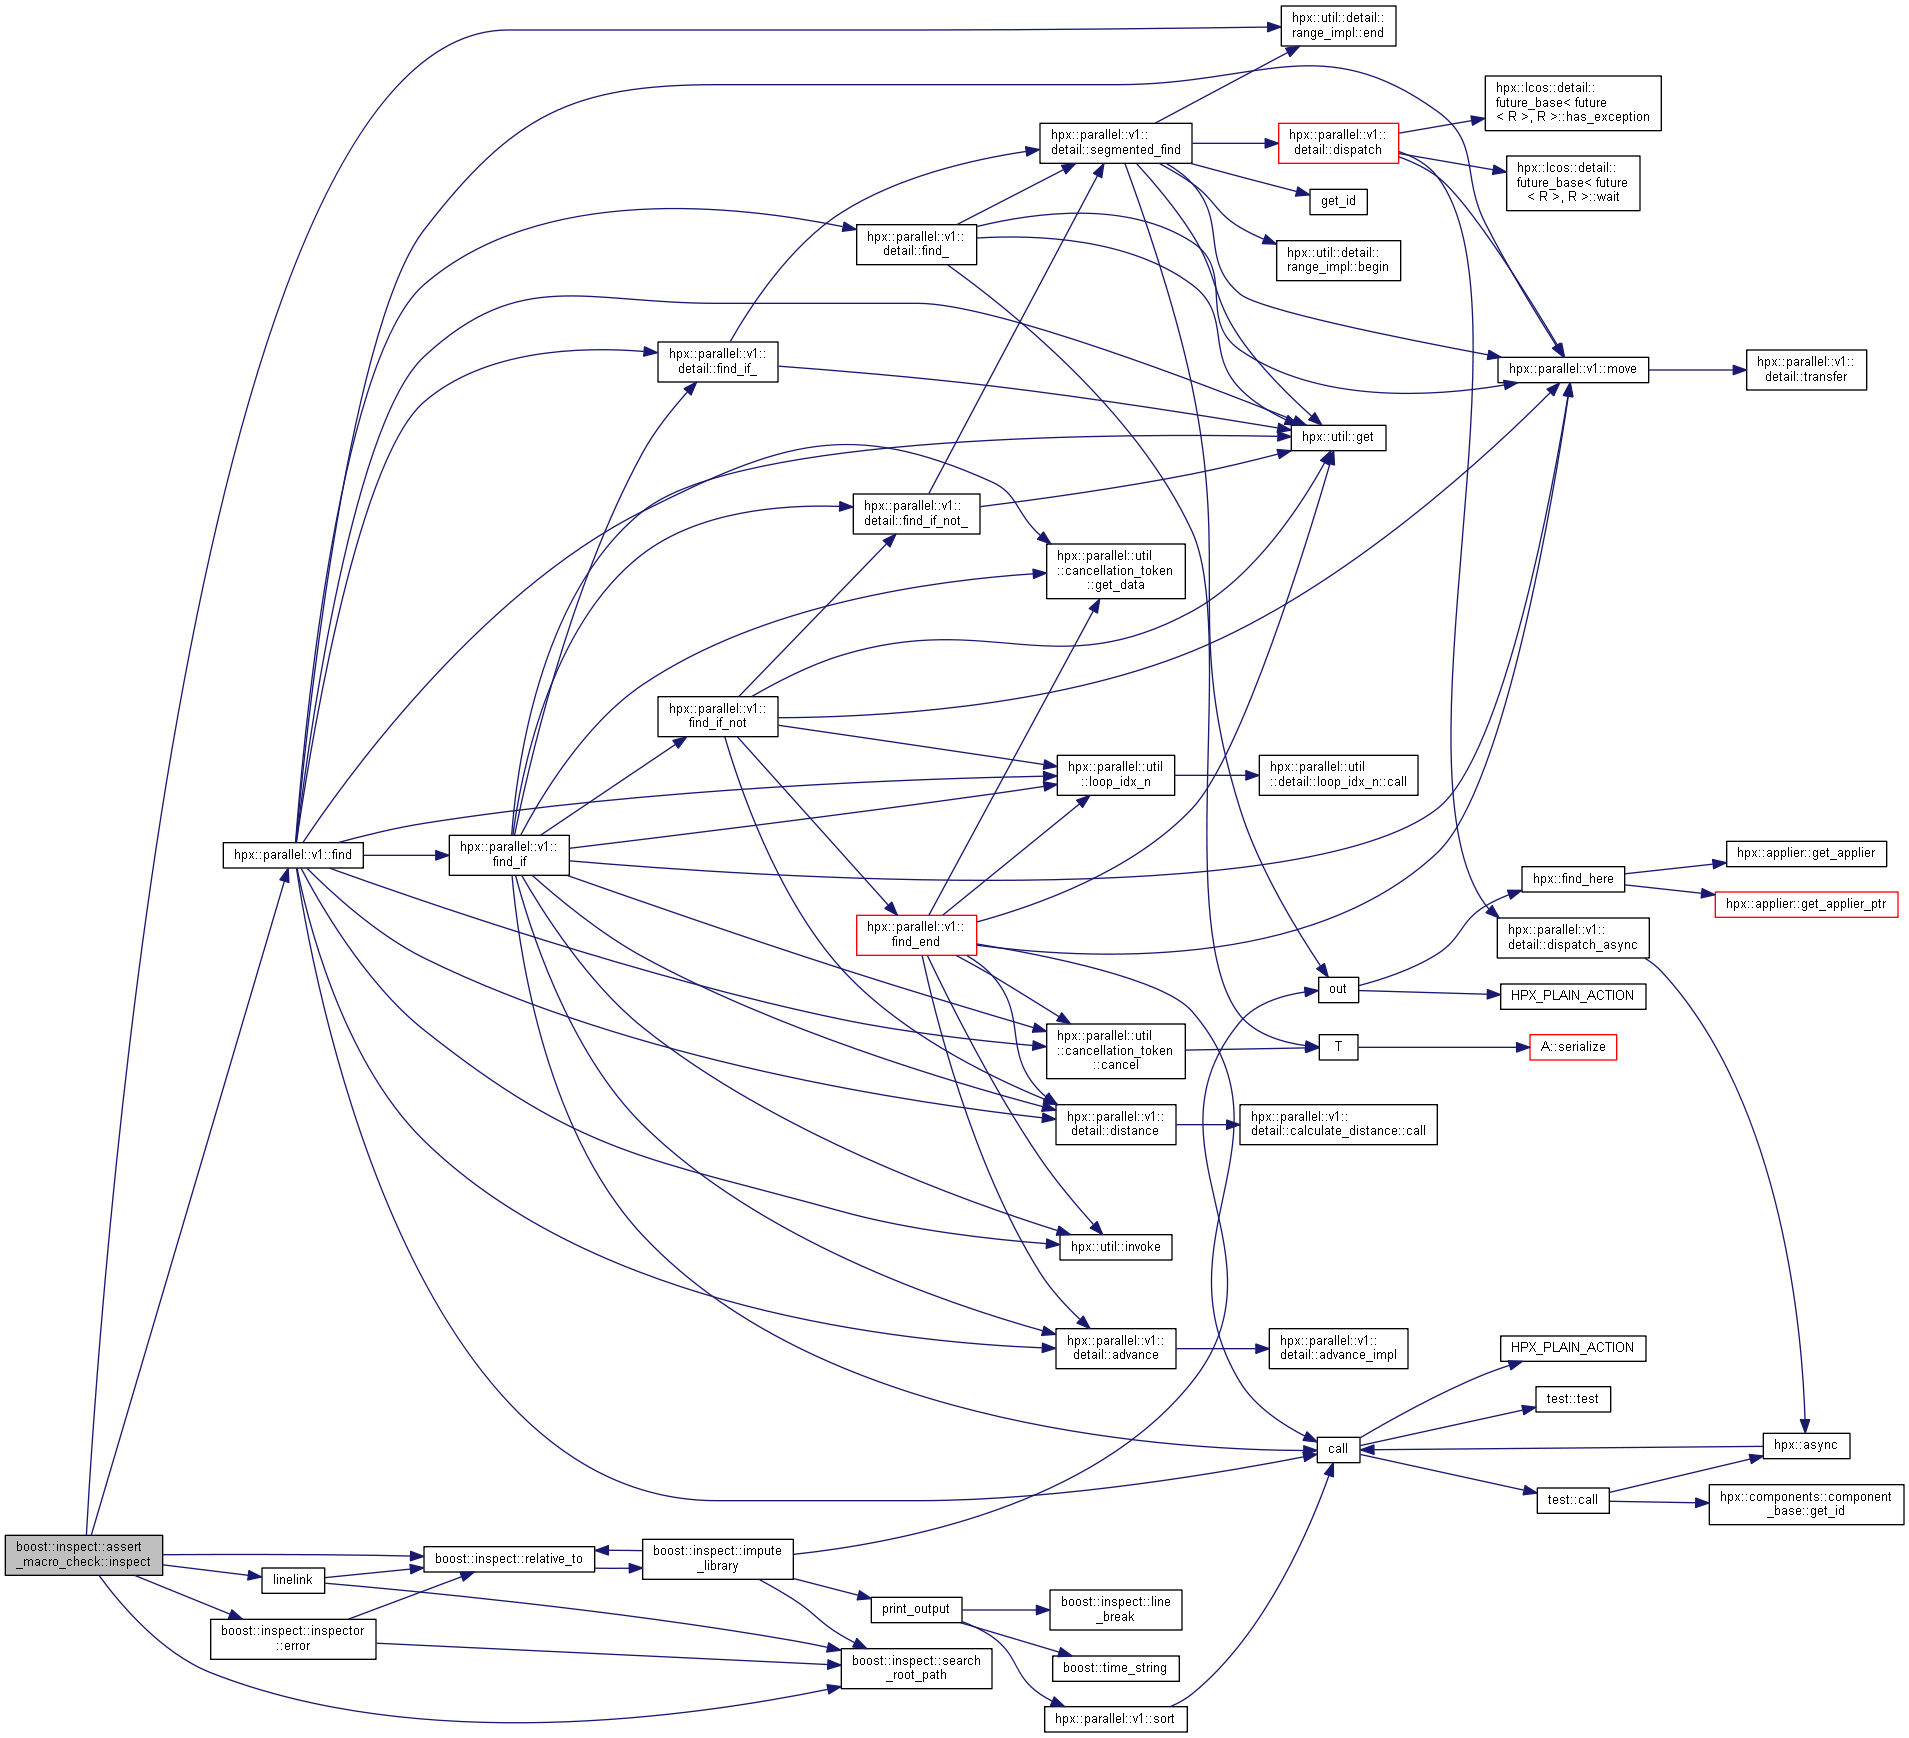 hpx::util::detail::
range_impl::end
hpx::lcos::detail::
future_base< future
< R >, R >::has_exception
hpx::parallel::v1::
detail::segmented_find
hpx::parallel::v1::
detail::dispatch
hpx::lcos::detail::
future_base< future
< R >, R >::wait
get_id
hpx::parallel::v1::
detail::find_
hpx::util::detail::
range_impl::begin
hpx::parallel::v1::
detail::find_if_
hpx::parallel::v1::move
hpx::parallel::v1::
detail::transfer
hpx::util::get
hpx::parallel::v1::
detail::find_if_not_
hpx::parallel::util
::cancellation_token
::get_data
hpx::parallel::v1::
find_if_not
hpx::parallel::util
::loop_idx_n
hpx::parallel::util
::detail::loop_idx_n::call
hpx::parallel::v1::find
hpx::parallel::v1::
find_if
hpx::find_here
hpx::applier::get_applier
hpx::applier::get_applier_ptr
hpx::parallel::v1::
find_end
hpx::parallel::v1::
detail::dispatch_async
out
HPX_PLAIN_ACTION
hpx::parallel::util
::cancellation_token
::cancel
T
A::serialize
hpx::parallel::v1::
detail::distance
hpx::parallel::v1::
detail::calculate_distance::call
hpx::util::invoke
hpx::parallel::v1::
detail::advance
hpx::parallel::v1::
detail::advance_impl
HPX_PLAIN_ACTION
test::test
call
hpx::async
test::call
hpx::components::component
_base::get_id
boost::inspect::assert
_macro_check::inspect
boost::inspect::relative_to
boost::inspect::impute
_library
linelink
print_output
boost::inspect::line
_break
boost::inspect::inspector
::error
boost::inspect::search
_root_path
boost::time_string
hpx::parallel::v1::sort